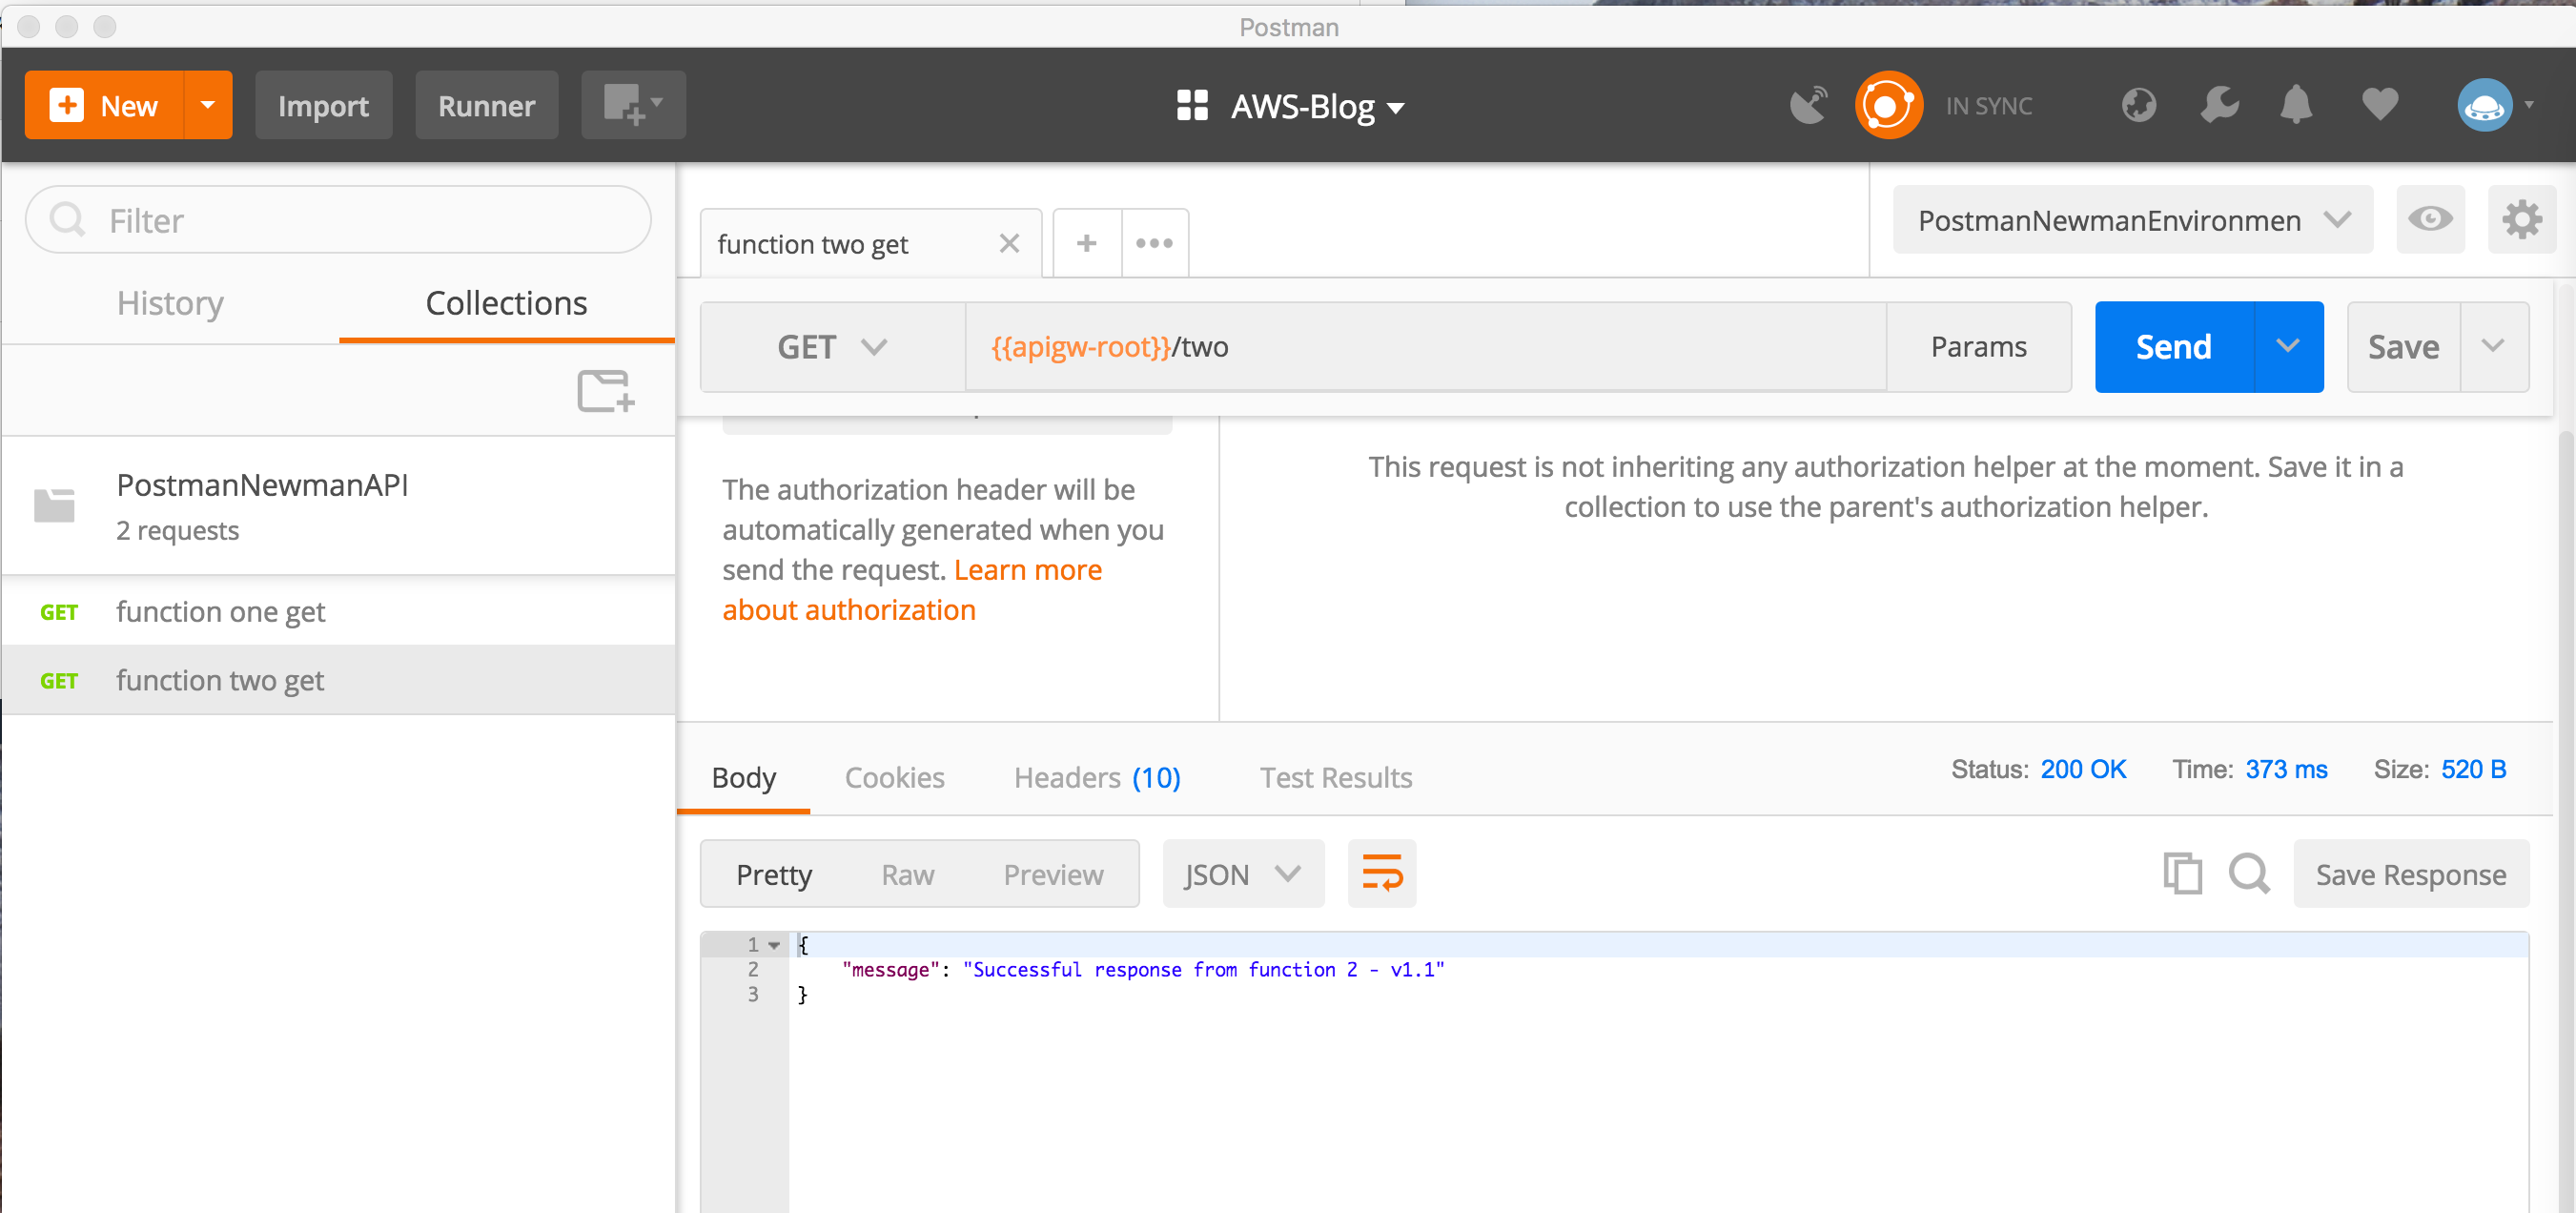 Postman
New
Import
Runner
AWS-Blog
IN SYNC
Filter
History
Collections
PostmanNewmanAPI
2 requests
GET function one get
GET function two get
function two get
PostmanNewmanEnvironmen
GET
{{apigw-root}}/two
Params
Send
Save
The authorization header will be
automatically generated when you
send the request. Learn more
about authorization
This request is not inheriting any authorization helper at the moment. Save it in a
collection to use the parent's authorization helper.
Body
Cookies
Headers (10)
Test Results
Status: 200 OK
Time: 373 ms
Size: 520 B
Pretty
Raw
Preview
JSON
Save Response
1 {
2 "message": "Successful response from function 2 - v1.1"
3 }